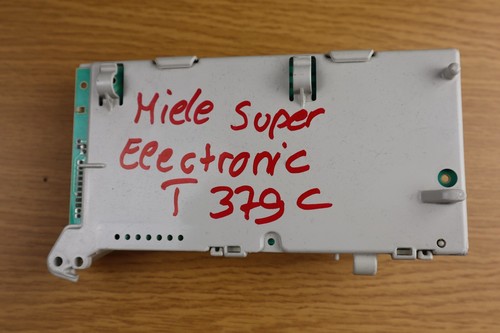 Miele Super
Electronic
T 379 C